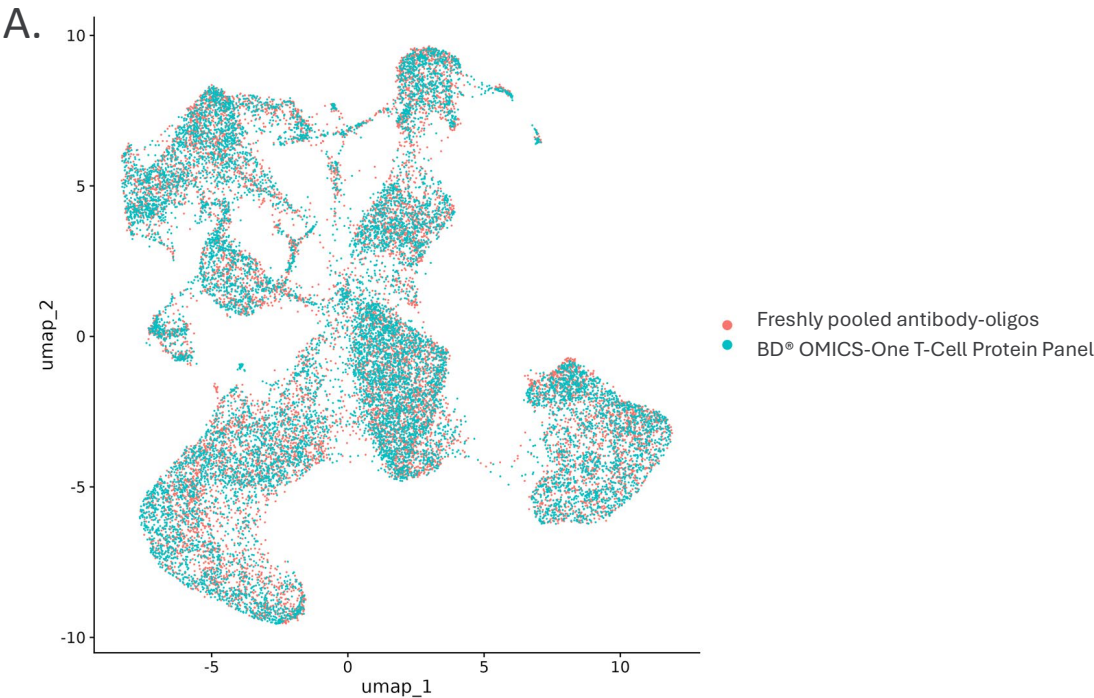 A.
10
5
0
-5
-10
umap_2
-5
0
5
10
umap_1
Freshly pooled antibody-oligos
BD® OMICS-One T-Cell Protein Panel